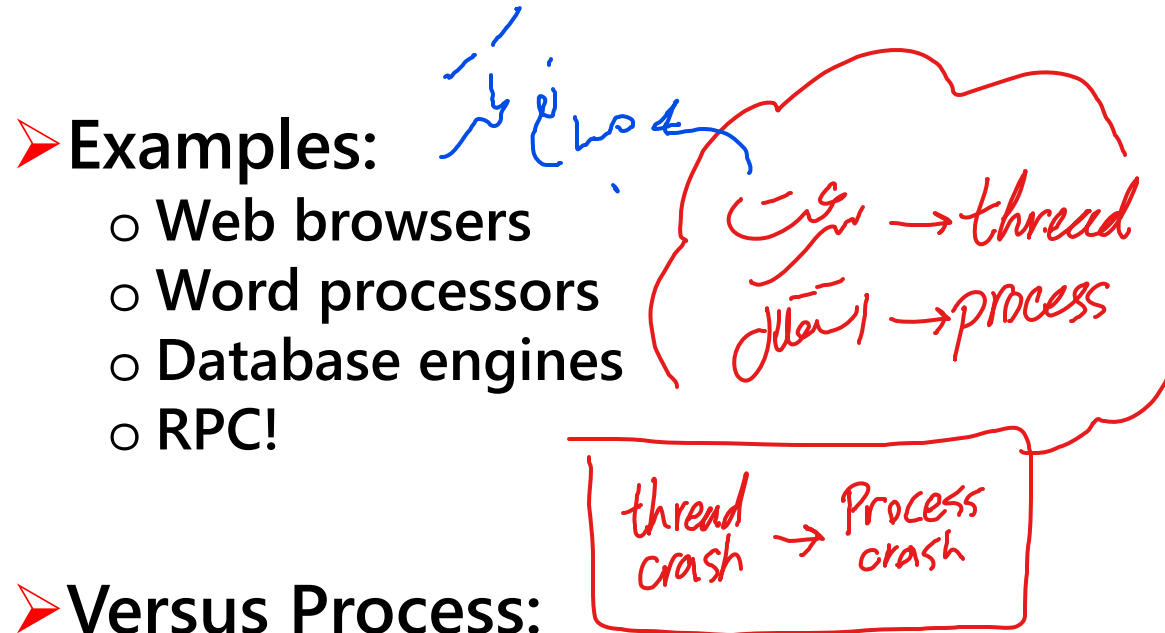 ➢Examples:
o Web browsers
o Word processors
o Database engines
o RPC!
سرعت → thread
استقلال → process
thread crash → Process crash
➢Versus Process: